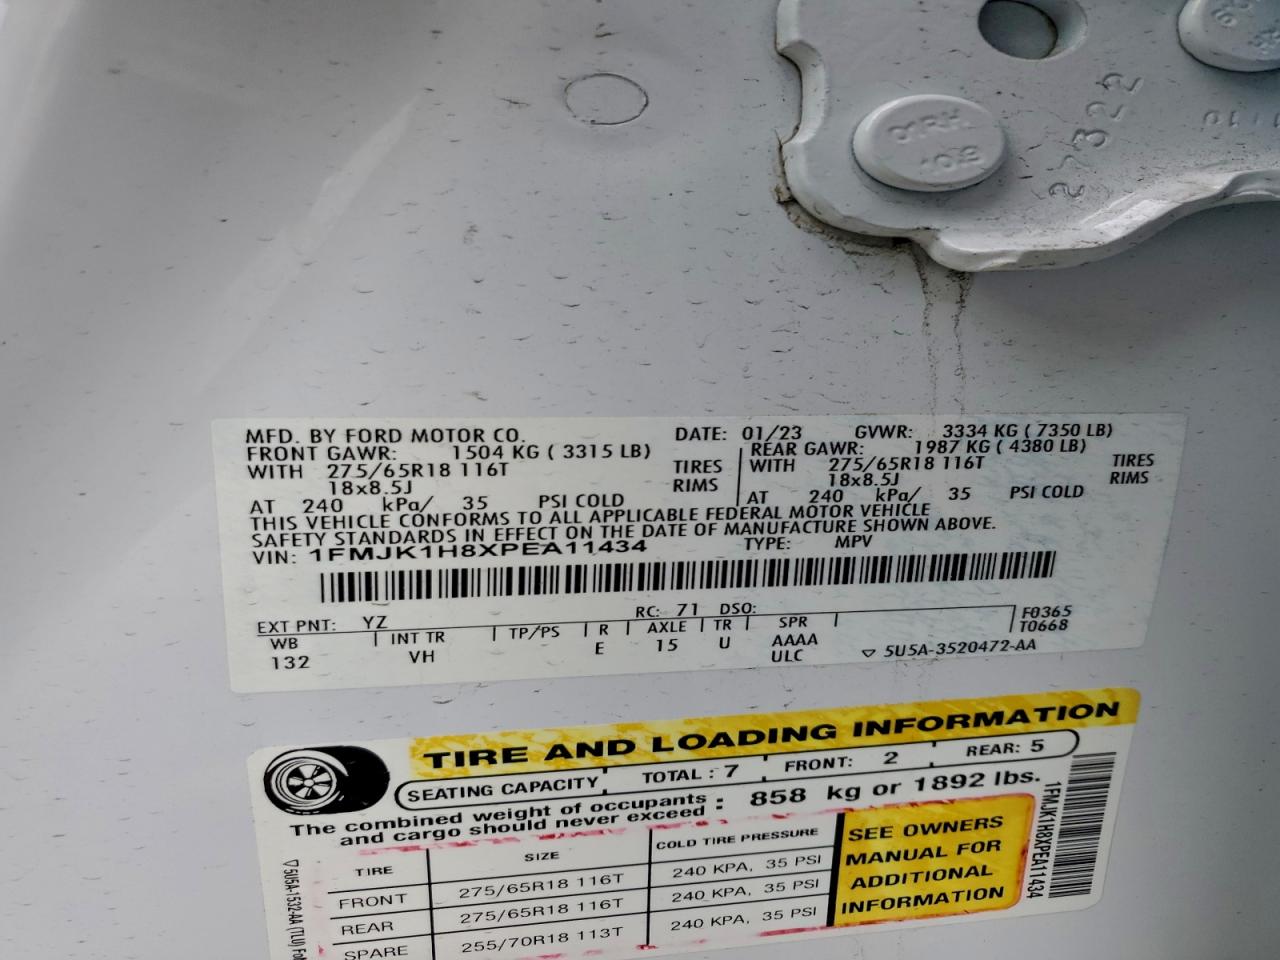 01RH
10.3
27322
MFD. BY FORD MOTOR CO. DATE: 01/23 GVWR: 3334 KG ( 7350 LB)
FRONT GAWR: 1504 KG ( 3315 LB) REAR GAWR: 1987 KG ( 4380 LB)
WITH 275/65R18 116T TIRES WITH 275/65R18 116T TIRES
18x8.5J RIMS 18x8.5J RIMS
AT 240 kPa/ 35 PSI COLD AT 240 kPa/ 35 PSI COLD
THIS VEHICLE CONFORMS TO ALL APPLICABLE FEDERAL MOTOR VEHICLE
SAFETY STANDARDS IN EFFECT ON THE DATE OF MANUFACTURE SHOWN ABOVE.
VIN: 1FMJK1H8XPEA11434 TYPE: MPV
EXT PNT: YZ RC: 71 DSO: F0365
WB INT TR TP/PS R AXLE TR SPR T0668
132 VH E 15 U AAAA
ULC 5U5A-3520472-AA
TIRE AND LOADING INFORMATION
SEATING CAPACITY TOTAL : 7 FRONT: 2 REAR: 5
The combined weight of occupants
and cargo should never exceed : 858 kg or 1892 lbs.
TIRE SIZE COLD TIRE PRESSURE
FRONT 275/65R18 116T 240 KPA, 35 PSI
REAR 275/65R18 116T 240 KPA, 35 PSI
SPARE 255/70R18 113T 240 KPA, 35 PSI
SEE OWNERS
MANUAL FOR
ADDITIONAL
INFORMATION
1FMJK1H8XPEA11434
5U5A-1532-AA (TLU)